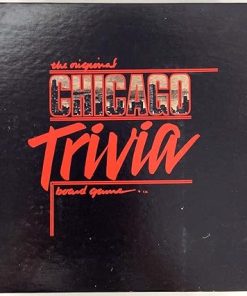 the original
CHICAGO
Trivia
board game...